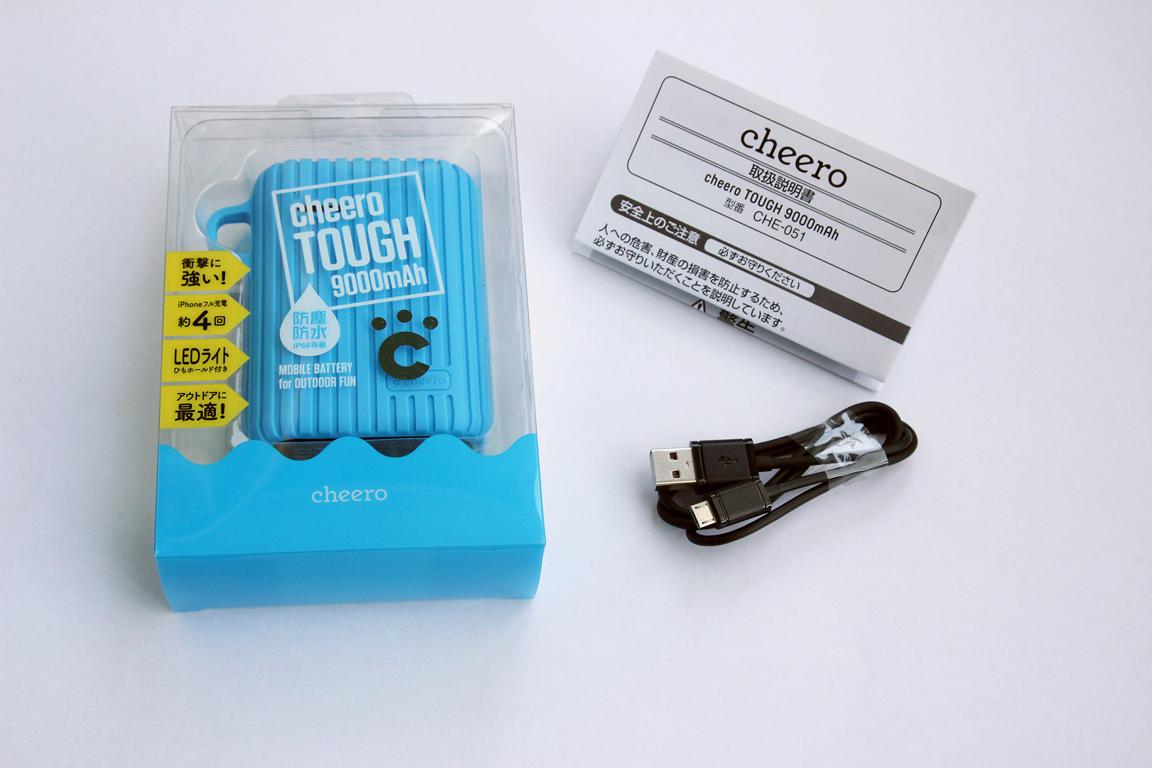 cheero
TOUGH
9000mAh
防塵
防水
IP66等級
MOBILE BATTERY
for OUTDOOR FUN
cheero
衝撃に
強い!
iPhoneフル充電
約4回
LEDライト
ひもホールド付き
アウトドアに
最適!
cheero
cheero
取扱説明書
cheero TOUGH 9000mAh
型番 CHE-051
安全上のご注意 必ずお守りください
人への危害、財産の損害を防止するため、
必ずお守りいただくことを説明しています。